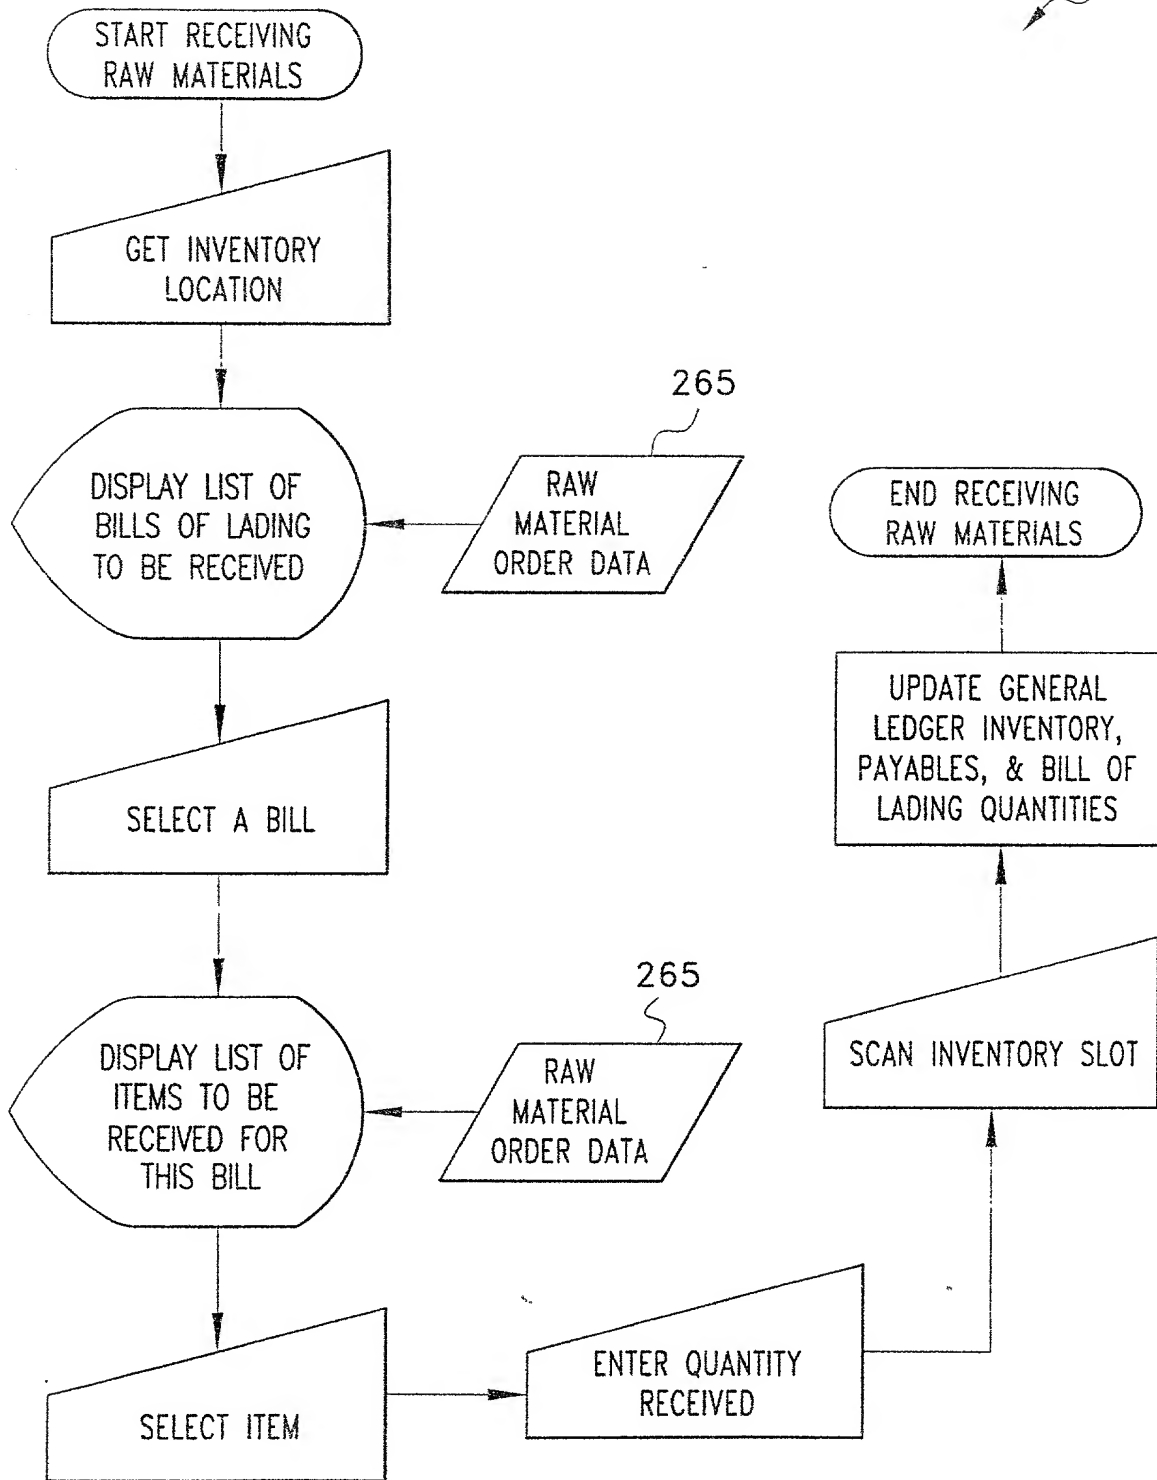 START RECEIVING
RAW MATERIALS
GET INVENTORY
LOCATION
DISPLAY LIST OF
BILLS OF LADING
TO BE RECEIVED
265
RAW
MATERIAL
ORDER DATA
SELECT A BILL
DISPLAY LIST OF
ITEMS TO BE
RECEIVED FOR
THIS BILL
265
RAW
MATERIAL
ORDER DATA
SELECT ITEM
ENTER QUANTITY
RECEIVED
SCAN INVENTORY SLOT
UPDATE GENERAL
LEDGER INVENTORY,
PAYABLES, & BILL OF
LADING QUANTITIES
END RECEIVING
RAW MATERIALS